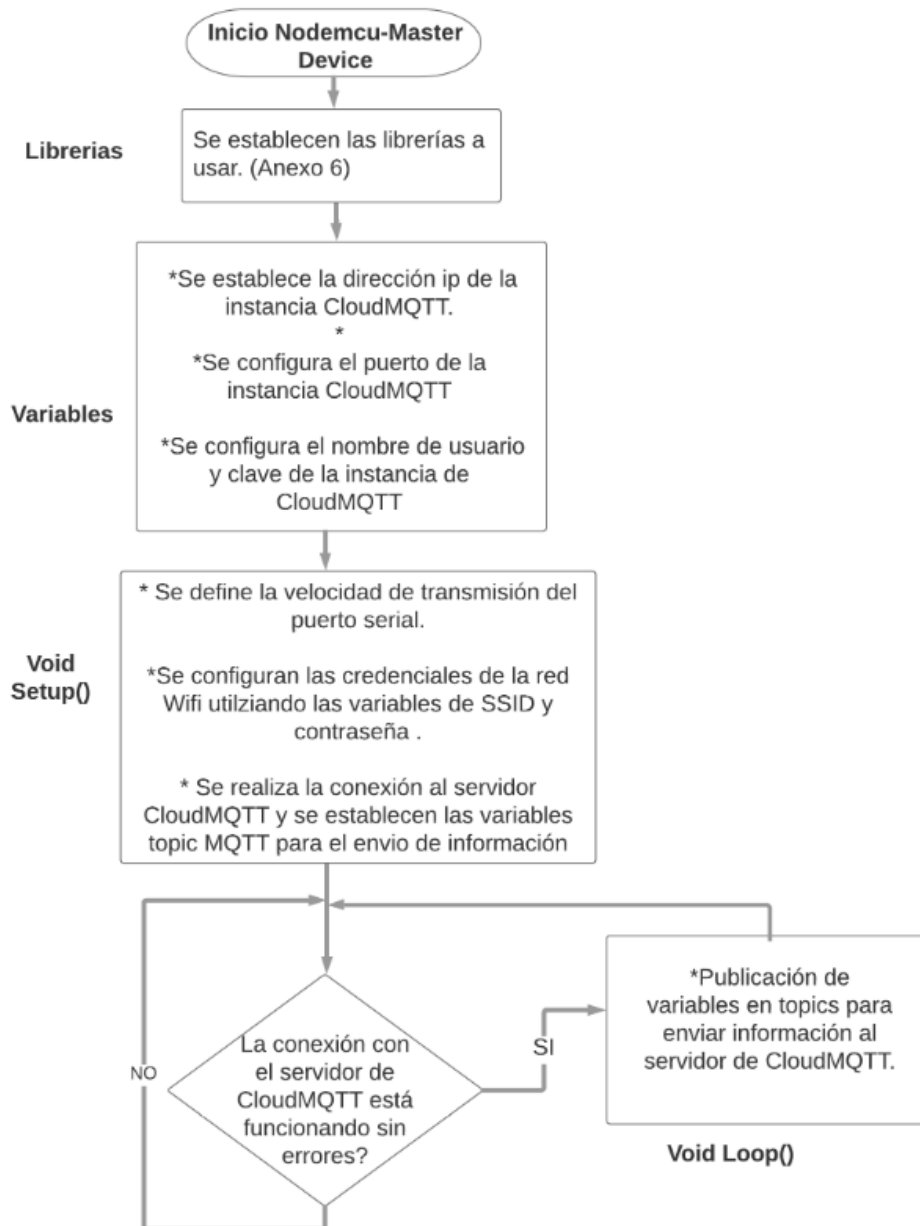 Inicio Nodemcu-Master
Device
Librerias
Se establecen las librerías a
usar. (Anexo 6)
Variables
*Se establece la dirección ip de la
instancia CloudMQTT.
*
*Se configura el puerto de la
instancia CloudMQTT
*Se configura el nombre de usuario
y clave de la instancia de
CloudMQTT
Void
Setup()
* Se define la velocidad de transmisión del
puerto serial.
*Se configuran las credenciales de la red
Wifi utilziando las variables de SSID y
contraseña .
* Se realiza la conexión al servidor
CloudMQTT y se establecen las variables
topic MQTT para el envio de información
La conexión con
el servidor de
CloudMQTT está
funcionando sin
errores?
NO
SI
*Publicación de
variables en topics para
enviar información al
servidor de CloudMQTT.
Void Loop()